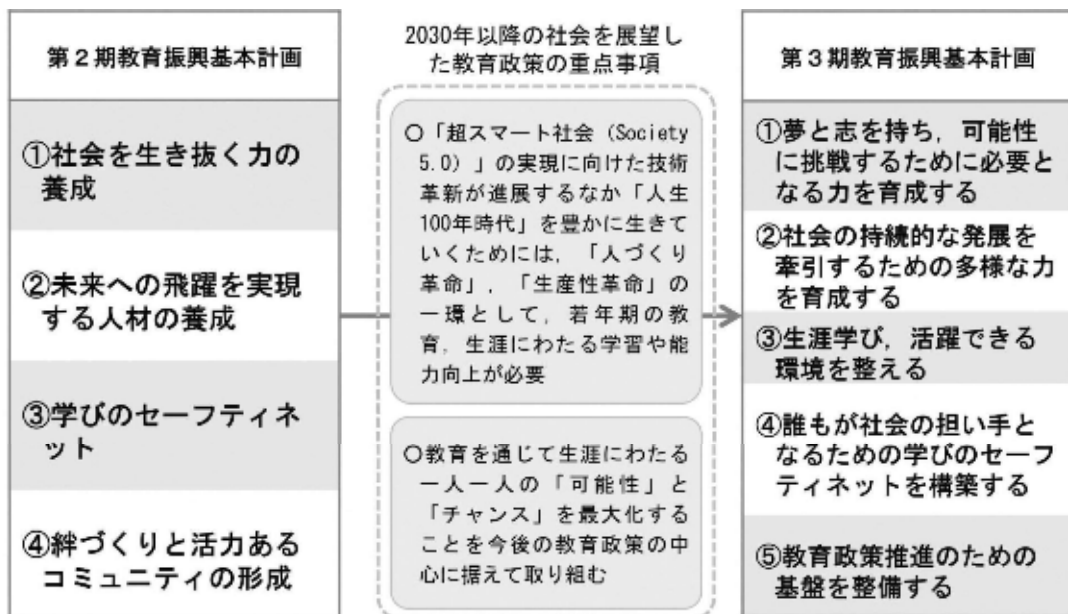 第２期教育振興基本計画
①社会を生き抜く力の
養成
②未来への飛躍を実現
する人材の養成
③学びのセーフティネ
ット
④絆づくりと活力ある
コミュニティの形成
2030年以降の社会を展望し
た教育政策の重点事項
○「超スマート社会（Society
5.0）」の実現に向けた技術
革新が進展するなか「人生
100年時代」を豊かに生きて
いくためには，「人づくり
革命」，「生産性革命」の
一環として，若年期の教
育，生涯にわたる学習や能
力向上が必要
○教育を通じて生涯にわたる
一人一人の「可能性」と
「チャンス」を最大化する
ことを今後の教育政策の中
心に据えて取り組む
第３期教育振興基本計画
①夢と志を持ち，可能性
に挑戦するために必要と
なる力を育成する
②社会の持続的な発展を
牽引するための多様な力
を育成する
③生涯学び，活躍できる
環境を整える
④誰もが社会の担い手と
なるための学びのセーフ
ティネットを構築する
⑤教育政策推進のための
基盤を整備する